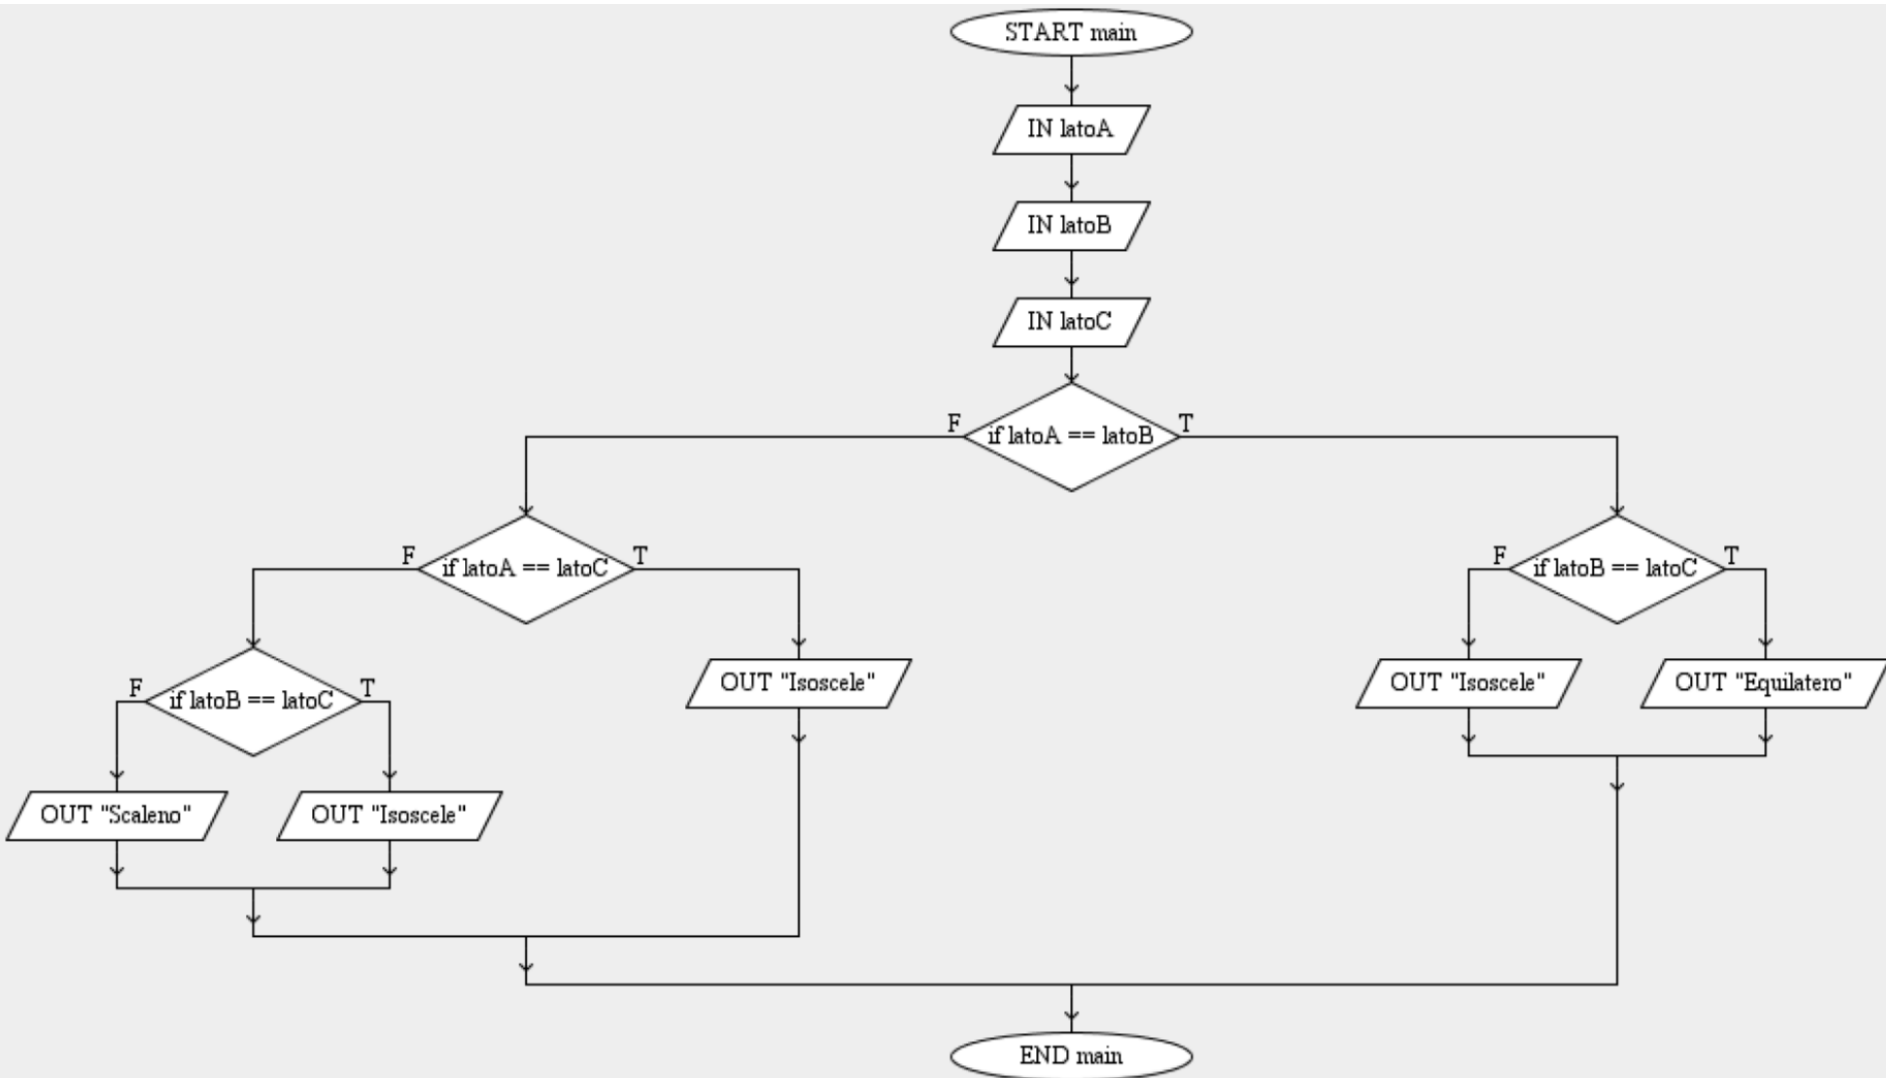 START main
IN latoA
IN latoB
IN latoC
F
if latoA == latoB
T
F
if latoA == latoC
T
F
if latoB == latoC
T
F
if latoB == latoC
T
OUT "Isoscele"
OUT "Isoscele"
OUT "Equilatero"
OUT "Scaleno"
OUT "Isoscele"
END main